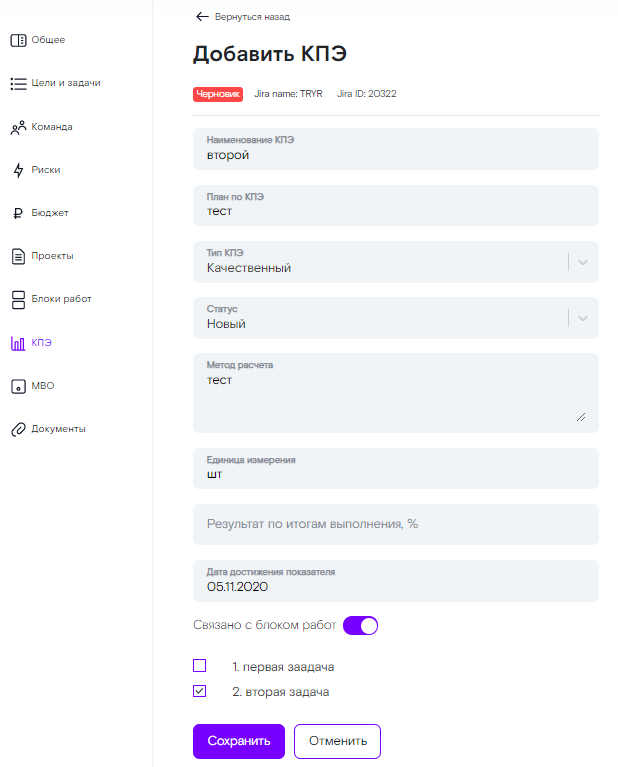 Вернуться назад
Добавить КПЭ
Черновик Jira name: TRYR Jira ID: 20322
Общее
Цели и задачи
Команда
Риски
Бюджет
Проекты
Блоки работ
КПЭ
МВО
Документы
Наименование КПЭ
второй
План по КПЭ
тест
Тип КПЭ
Качественный
Статус
Новый
Метод расчета
тест
Единица измерения
шт
Результат по итогам выполнения, %
Дата достижения показателя
05.11.2020
Связано с блоком работ
1. первая заадача
2. вторая задача
Сохранить Отменить